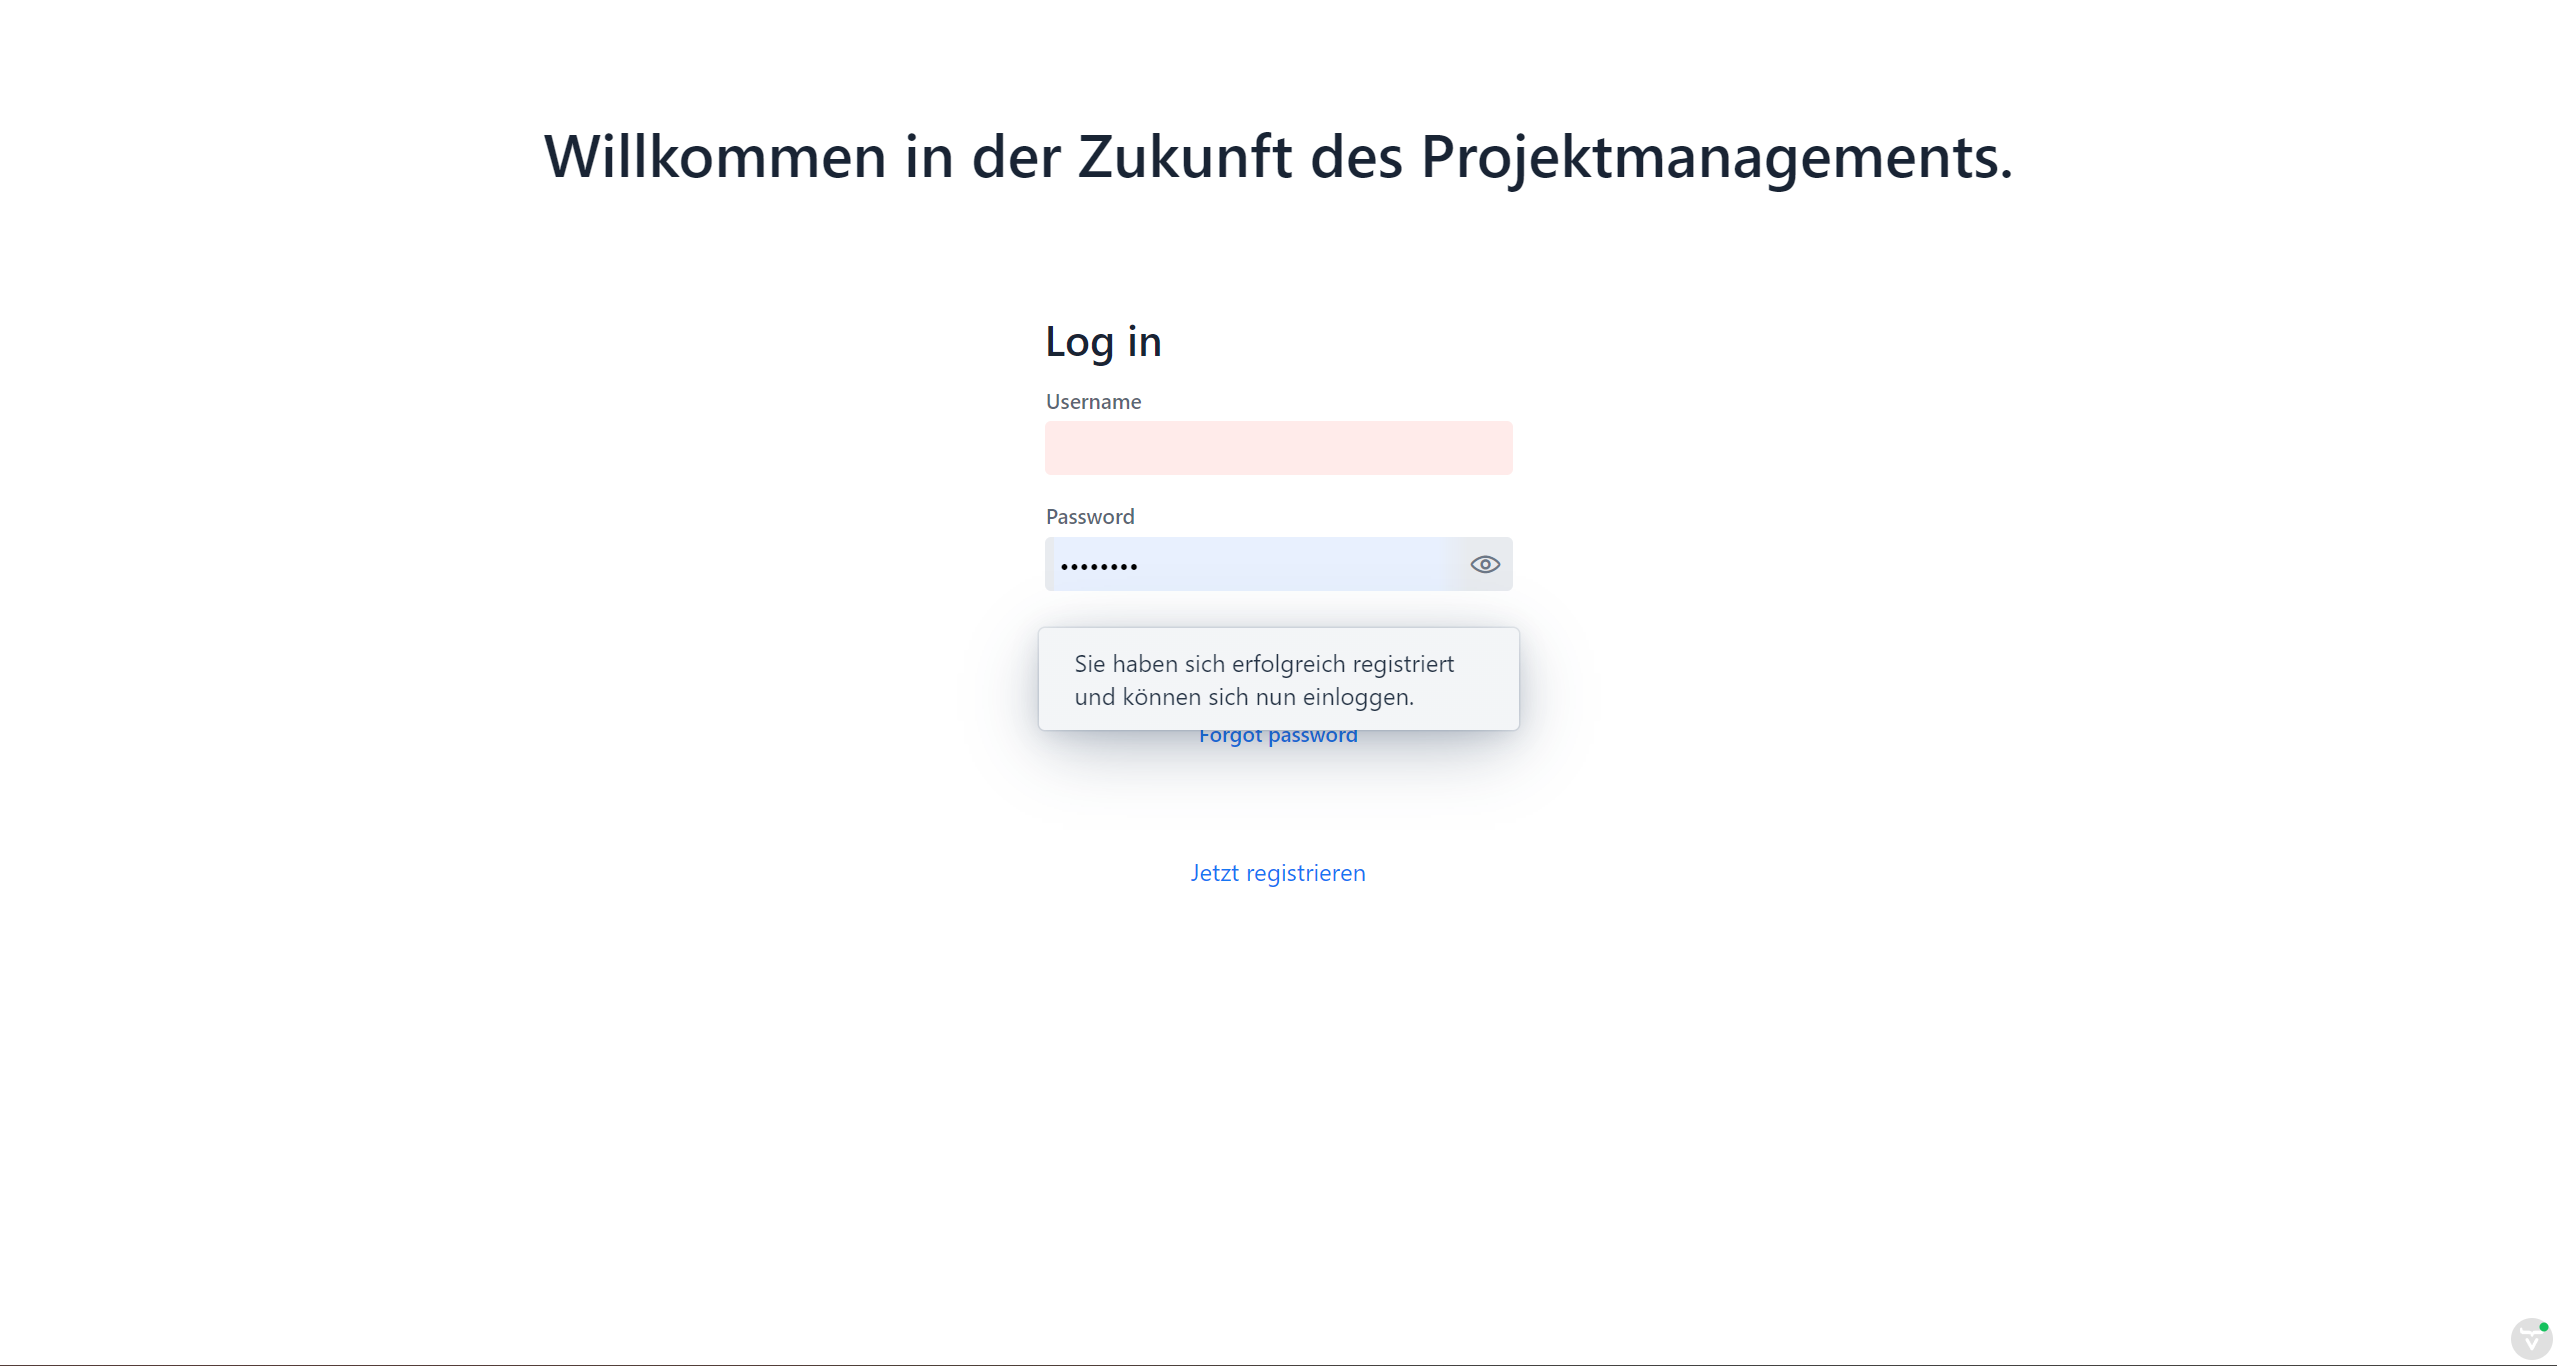 Willkommen in der Zukunft des Projektmanagements.
Log in
Username
Password
Sie haben sich erfolgreich registriert
und können sich nun einloggen.
Forgot password
Jetzt registrieren